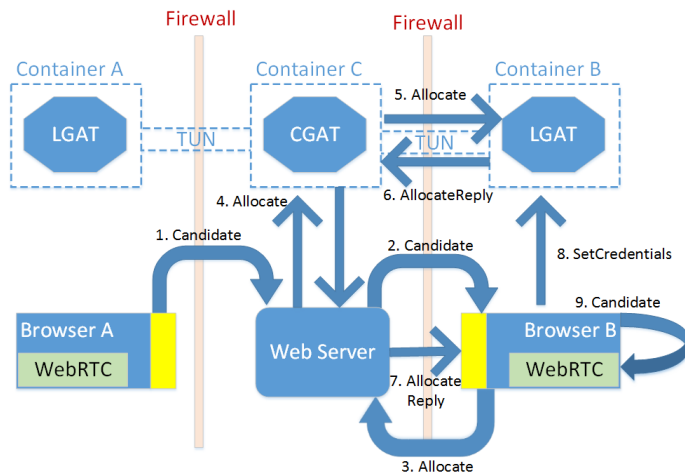 Firewall
Firewall
Container A
Container C
Container B
5. Allocate
LGAT
CGAT
LGAT
TUN
TUN
6. AllocateReply
4. Allocate
1. Candidate
2. Candidate
8. SetCredentials
9. Candidate
Browser A
Web Server
Browser B
WebRTC
WebRTC
7. Allocate
Reply
3. Allocate